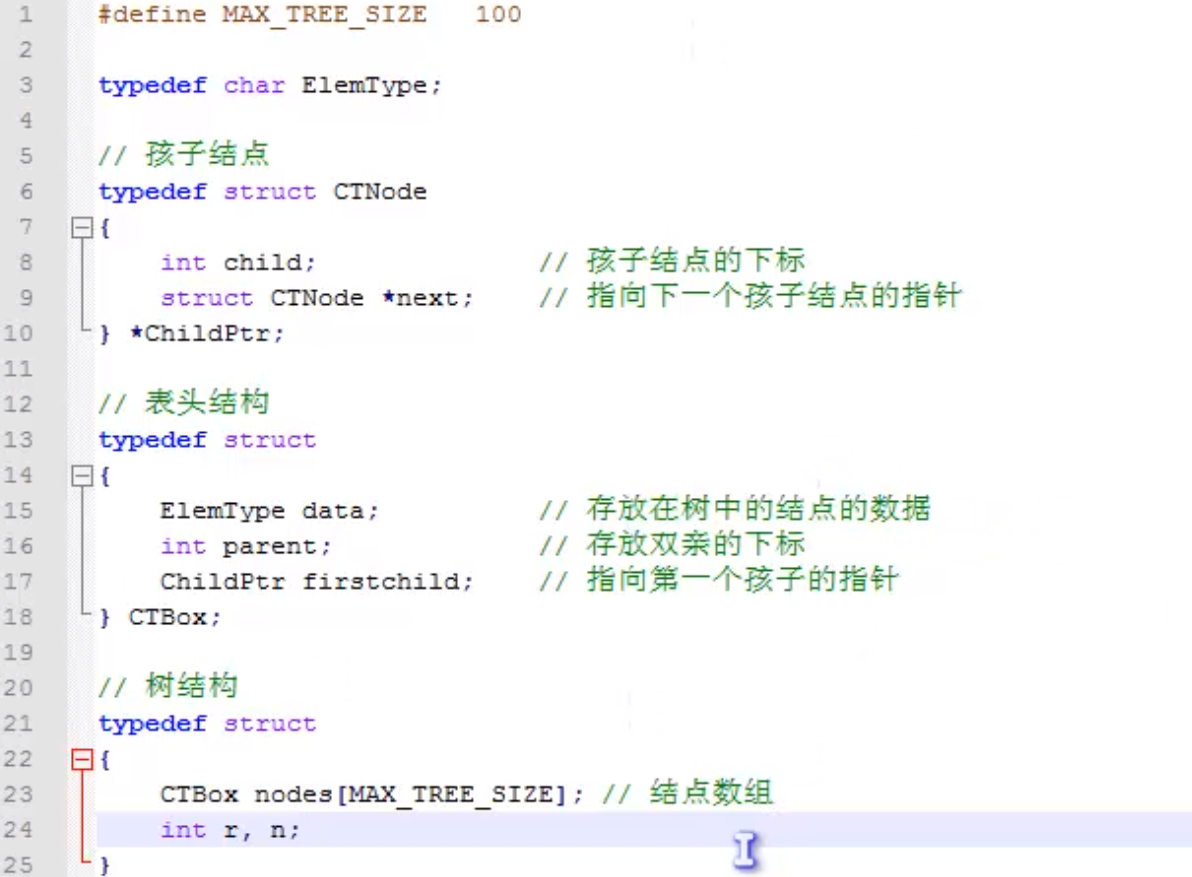 1 #define MAX_TREE_SIZE 100
2
3 typedef char ElemType;
4
5 // 孩子结点
6 typedef struct CTNode
7 {
8 int child; // 孩子结点的下标
9 struct CTNode *next; // 指向下一个孩子结点的指针
10 } *ChildPtr;
11
12 // 表头结构
13 typedef struct
14 {
15 ElemType data; // 存放在树中的结点的数据
16 int parent; // 存放双亲的下标
17 ChildPtr firstchild; // 指向第一个孩子的指针
18 } CTBox;
19
20 // 树结构
21 typedef struct
22 {
23 CTBox nodes[MAX_TREE_SIZE]; // 结点数组
24 int r, n;
25 }